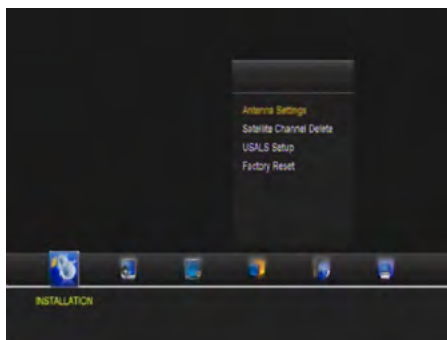 Antenna Settings
Satellite Channel Delete
USALS Setup
Factory Reset
INSTALLATION